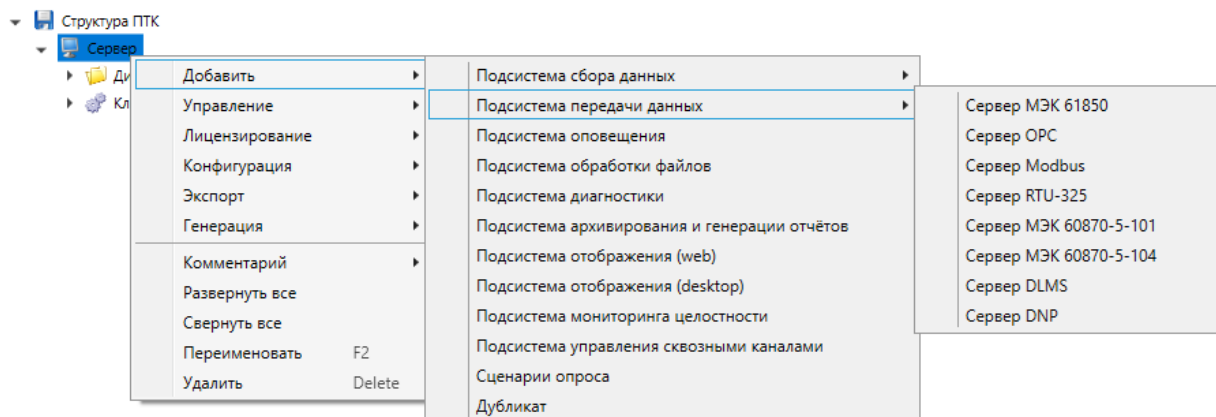 Структура ПТК
Сервер
Ди
Кл
Добавить
Управление
Лицензирование
Конфигурация
Экспорт
Генерация
Комментарий
Развернуть все
Свернуть все
Переименовать F2
Удалить Delete
Подсистема сбора данных
Подсистема передачи данных
Подсистема оповещения
Подсистема обработки файлов
Подсистема диагностики
Подсистема архивирования и генерации отчётов
Подсистема отображения (web)
Подсистема отображения (desktop)
Подсистема мониторинга целостности
Подсистема управления сквозными каналами
Сценарии опроса
Дубликат
Сервер МЭК 61850
Сервер OPC
Сервер Modbus
Сервер RTU-325
Сервер МЭК 60870-5-101
Сервер МЭК 60870-5-104
Сервер DLMS
Сервер DNP